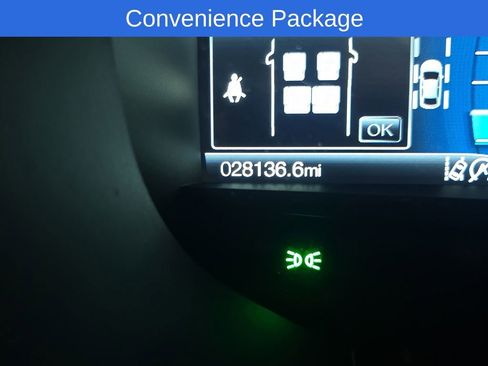 Convenience Package
OK
028136.6mi